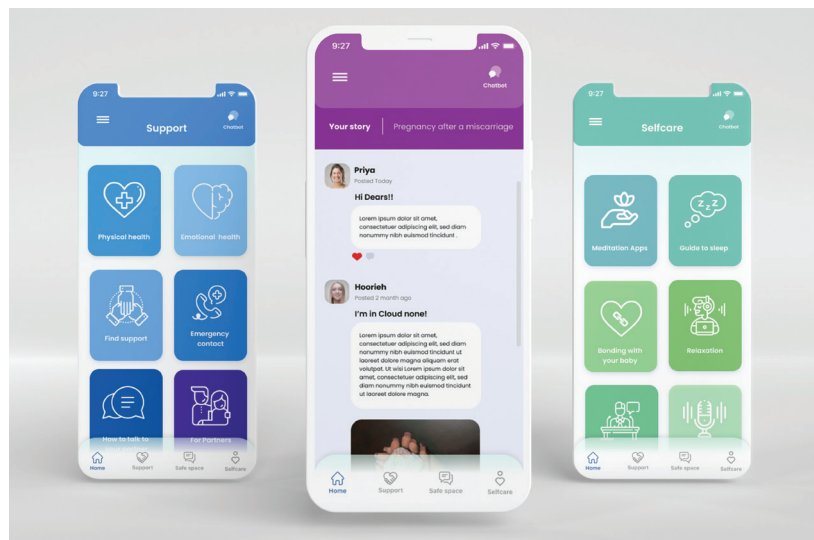 9:27
Support
Chatbot
Physical health
Emotional health
Find support
Emergency
contact
How to talk to
For Partners
Home
Support
Safe space
Selfcare
9:27
Chatbot
Your story
Pregnancy after a miscarriage
Priya
Posted Today
Hi Dears!!
Lorem ipsum dolor sit amet,
consectetuer adipiscing elit, sed diam
nonummy nibh euismod tincidunt .
Hoorieh
Posted 2 month ago
I'm in Cloud none!
Lorem ipsum dolor sit amet,
consectetuer adipiscing elit, sed diam
nonummy nibh euismod tincidunt ut
laoreet dolore magna aliquam erat
volutpat. Ut wisi Lorem ipsum dolor sit
amet, consectetuer adipiscing elit, sed
diam nonummy nibh euismod tincidunt
ut laoreet dolore magna.
Home
Support
Safe space
Selfcare
9:27
Selfcare
Chatbot
Meditation Apps
Guide to sleep
zzZ
Bonding with
your baby
Relaxation
Home
Support
Safe space
Selfcare